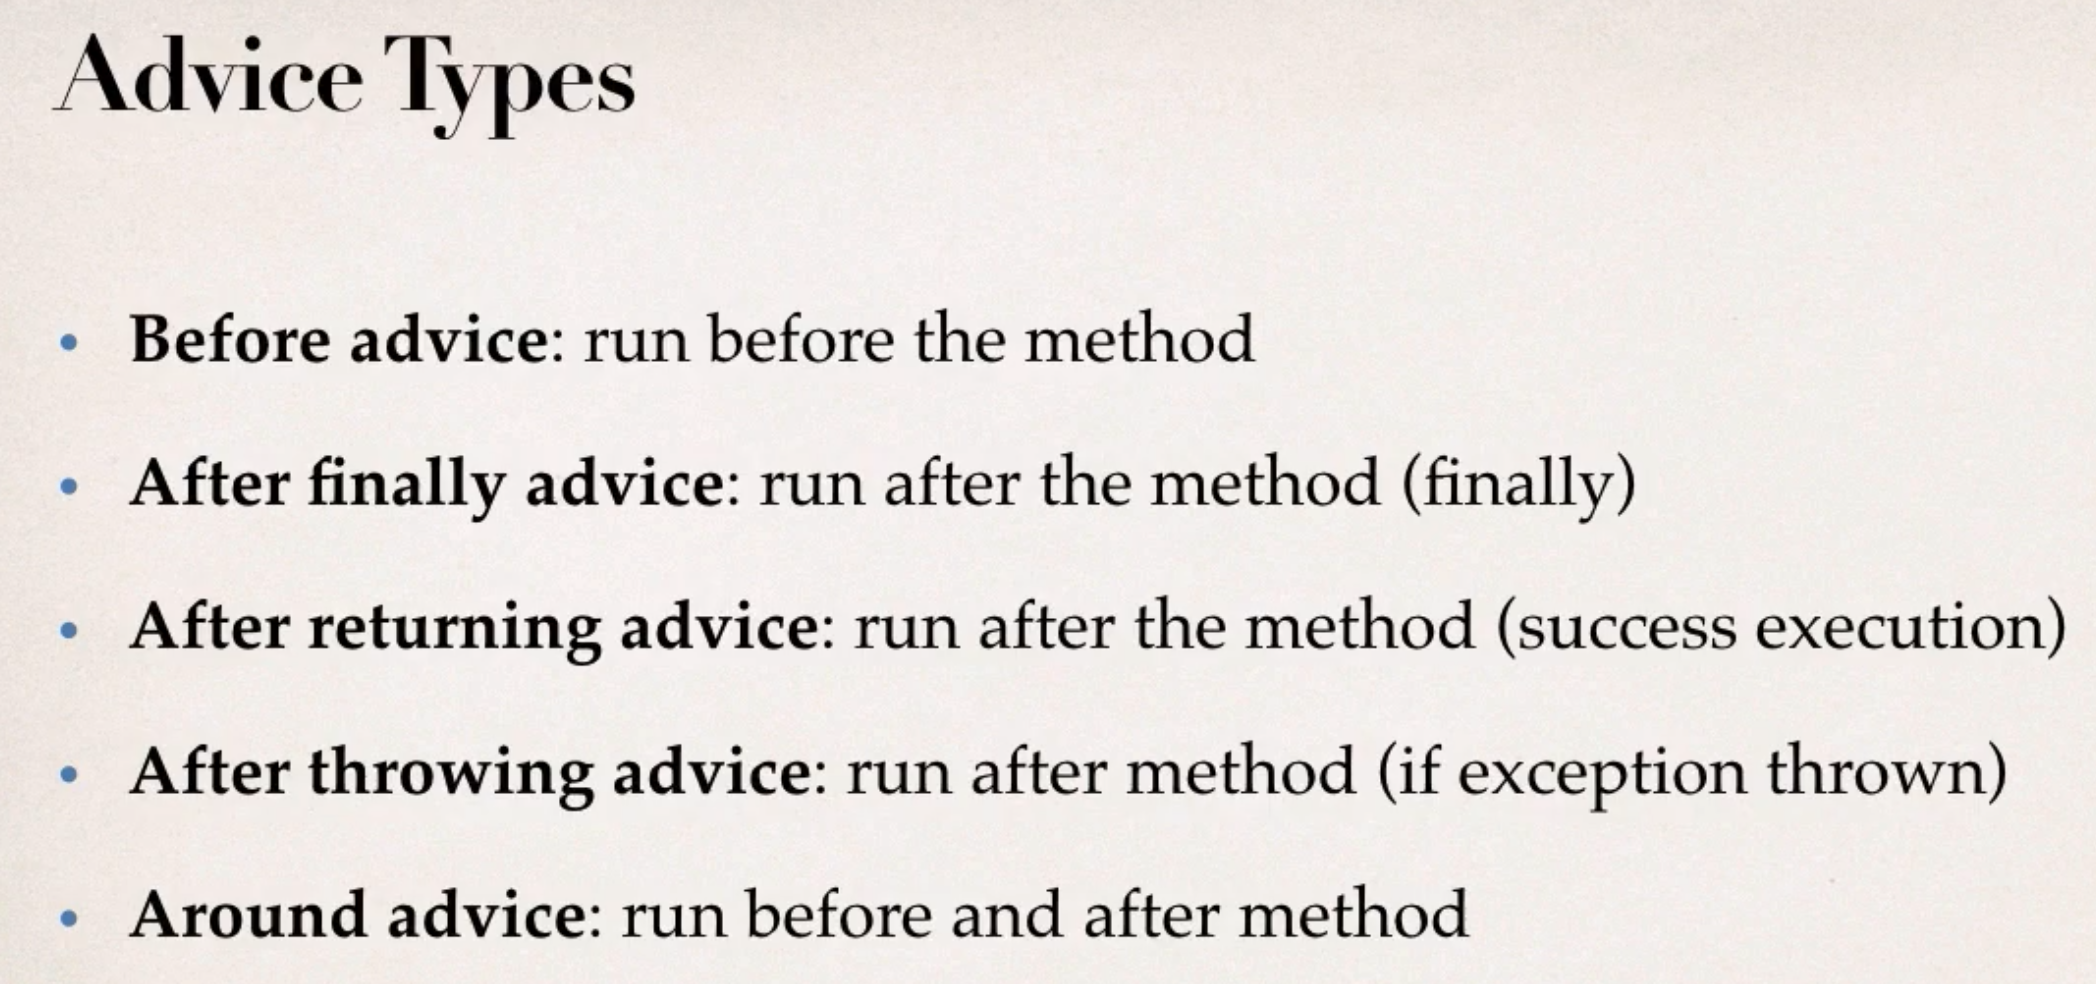 Advice Types
• Before advice: run before the method
• After finally advice: run after the method (finally)
• After returning advice: run after the method (success execution)
• After throwing advice: run after method (if exception thrown)
• Around advice: run before and after method